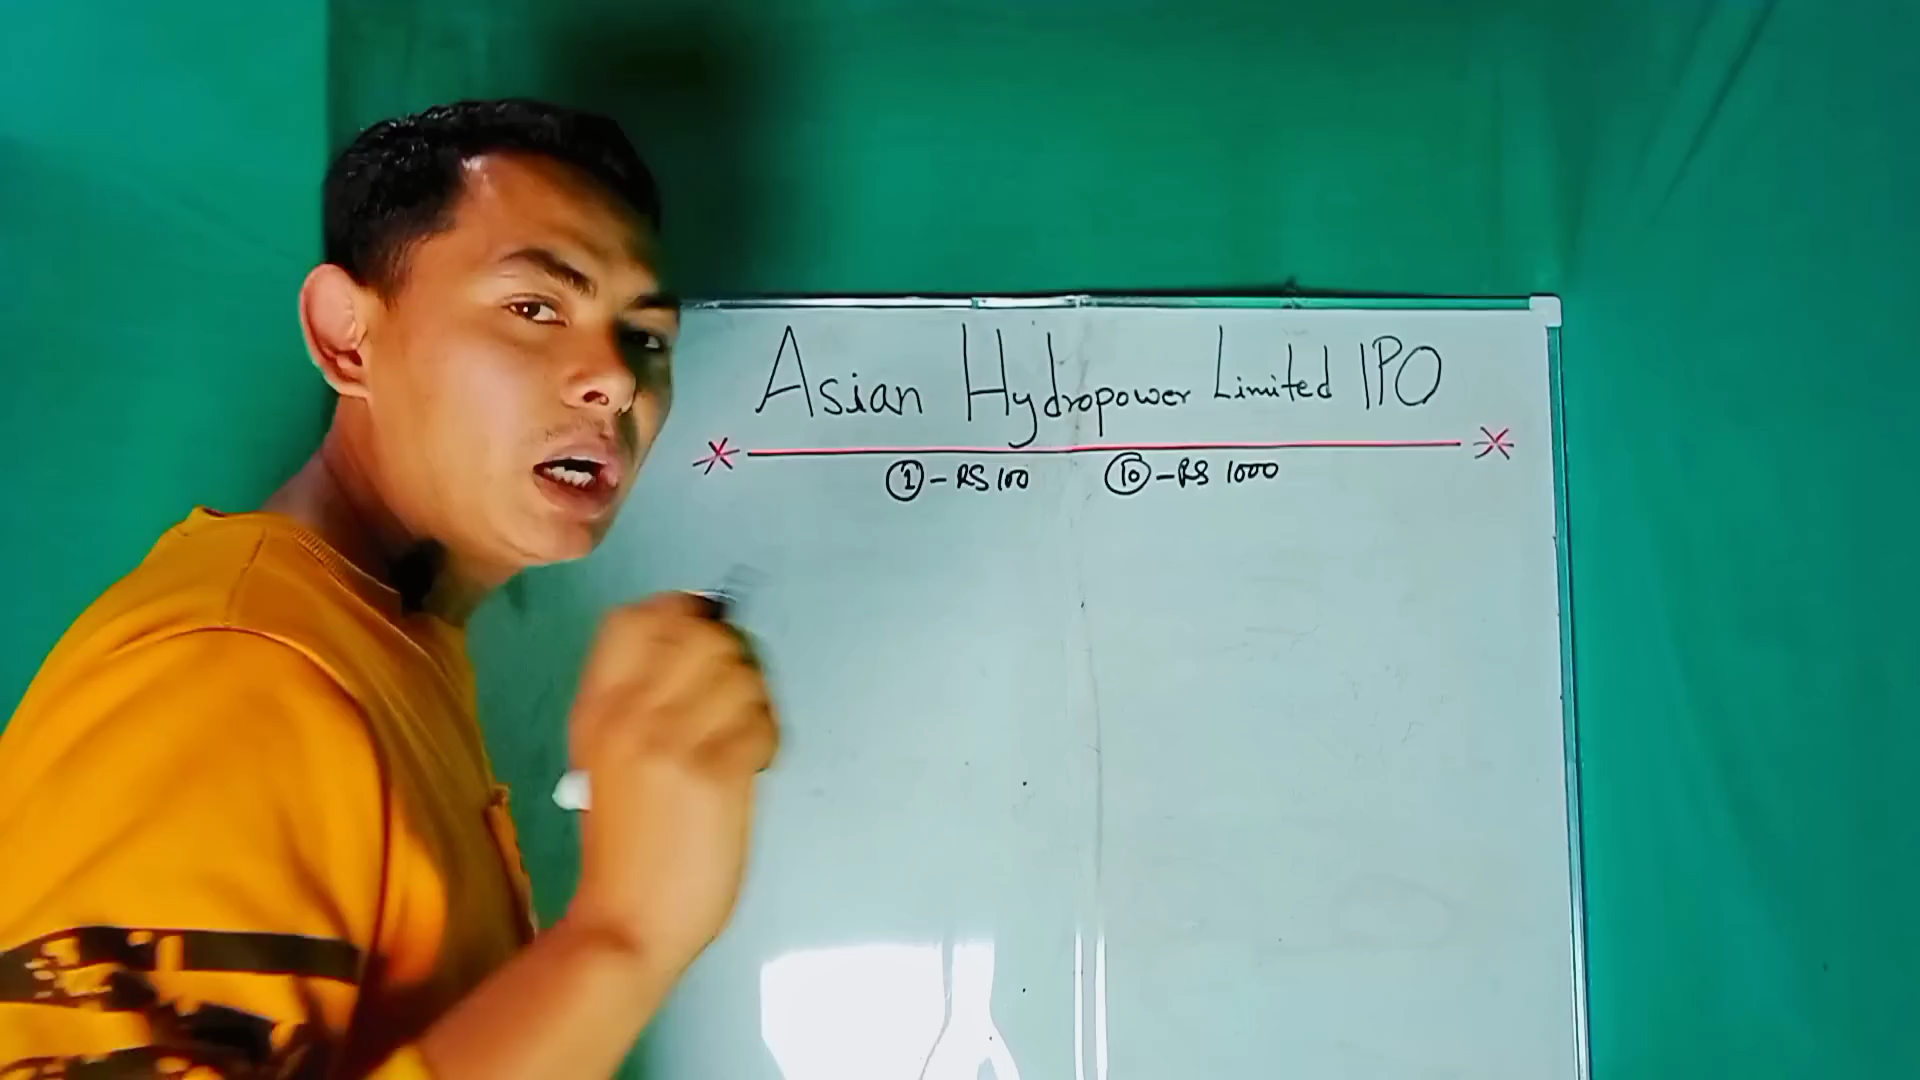 Asian Hydropower Limited IPO
① - RS 100 ⑩ - RS 1000